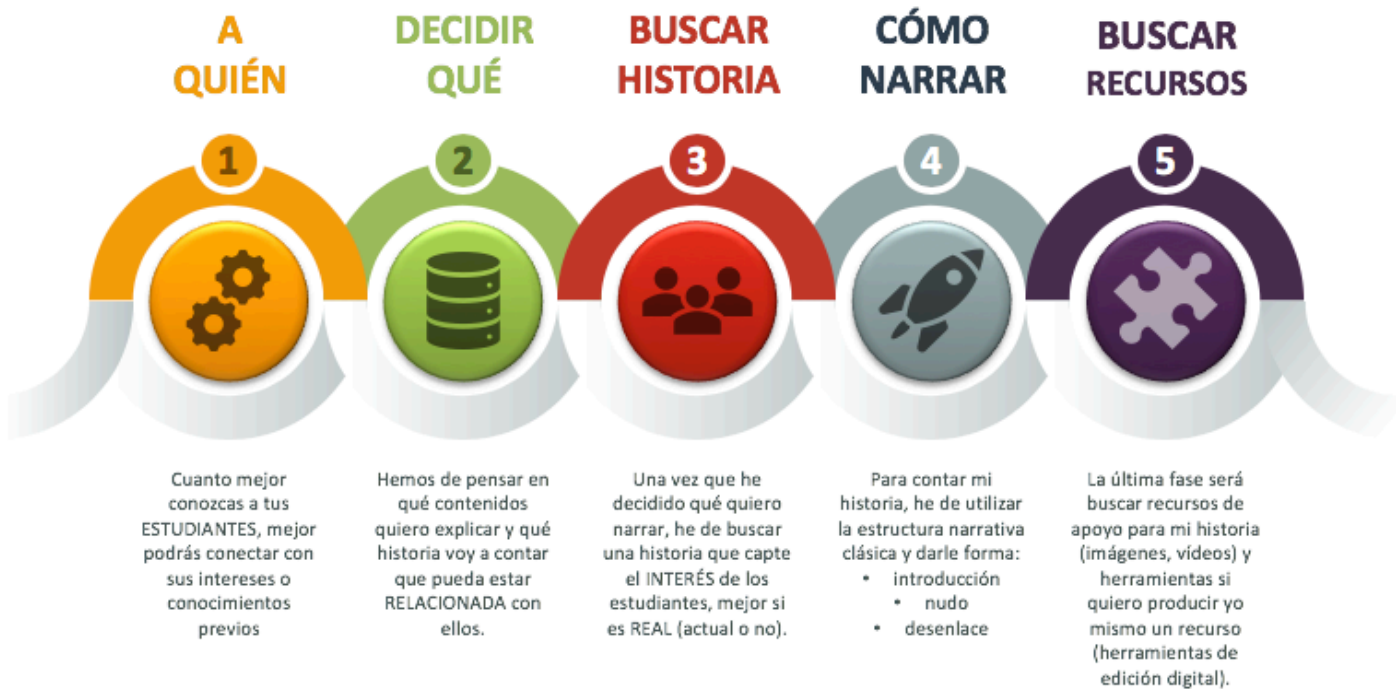 A
QUIÉN
DECIDIR
QUÉ
BUSCAR
HISTORIA
CÓMO
NARRAR
BUSCAR
RECURSOS
1
2
3
4
5
Cuanto mejor
conozcas a tus
ESTUDIANTES, mejor
podrás conectar con
sus intereses o
conocimientos
previos
Hemos de pensar en
qué contenidos
quiero explicar y qué
historia voy a contar
que pueda estar
RELACIONADA con
ellos.
Una vez que he
decidido qué quiero
narrar, he de buscar
una historia que capte
el INTERÉS de los
estudiantes, mejor si
es REAL (actual o no).
Para contar mi
historia, he de utilizar
la estructura narrativa
clásica y darle forma:
• introducción
• nudo
• desenlace
La última fase será
buscar recursos de
apoyo para mi historia
(imágenes, vídeos) y
herramientas si
quiero producir yo
mismo un recurso
(herramientas de
edición digital).